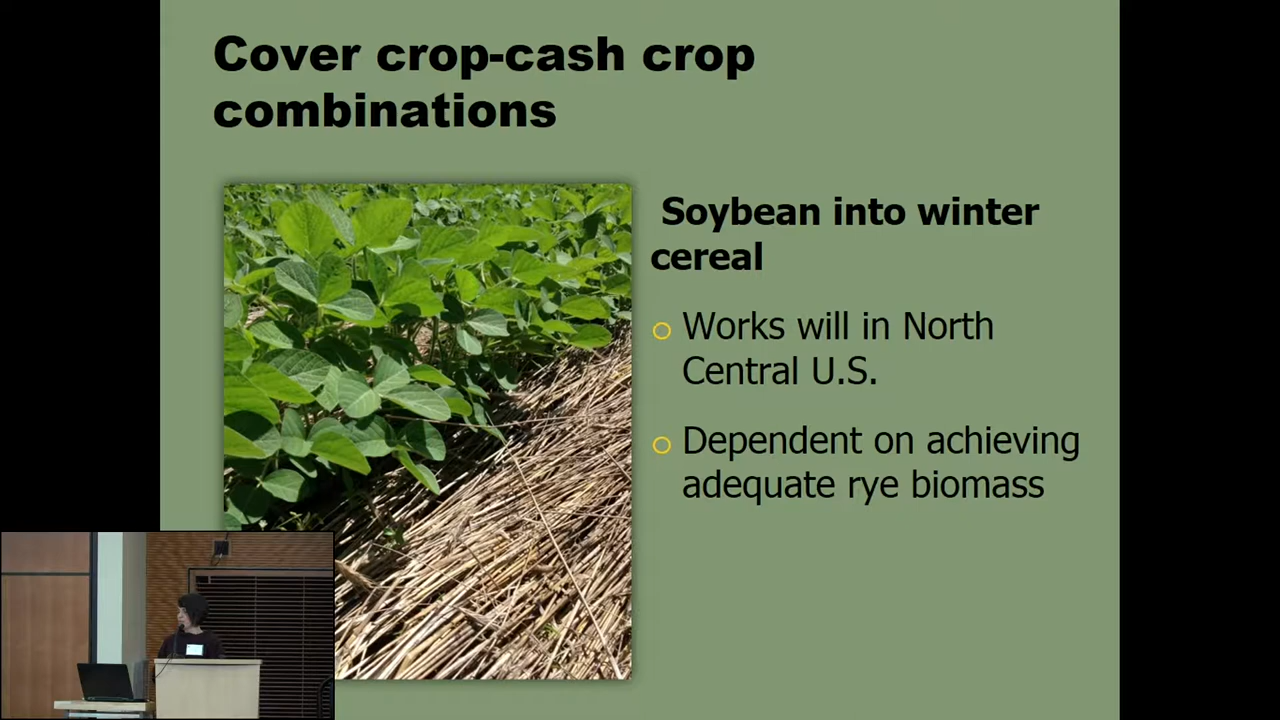 Cover crop-cash crop
combinations
Soybean into winter
cereal
Works will in North
Central U.S.
Dependent on achieving
adequate rye biomass